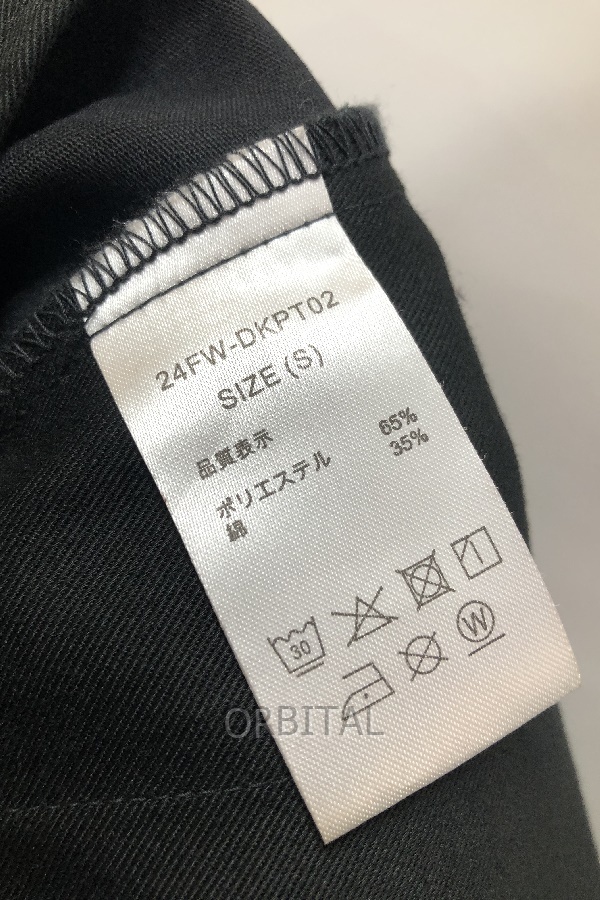 24FW-DKPT02
SIZE (S)
品質表示
ポリエステル 65%
綿 35%
30
W
ORBITAL